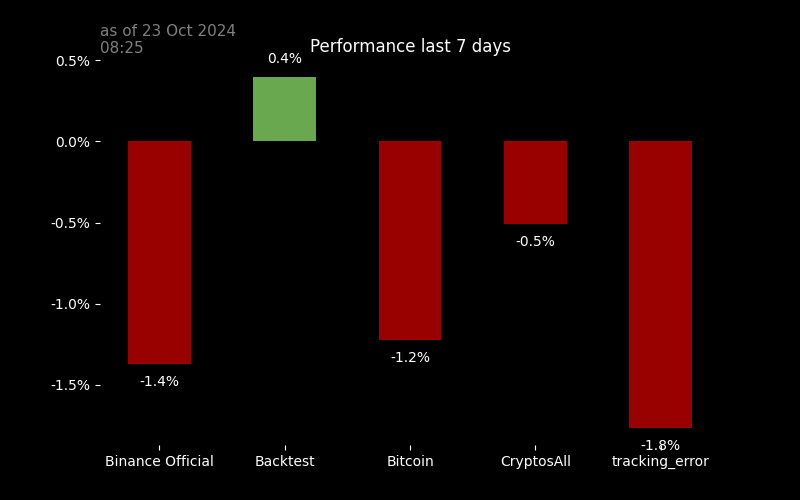 as of 23 Oct 2024
08:25
Performance last 7 days
0.5%
0.0%
-0.5%
-1.0%
-1.5%
0.4%
-1.4%
-1.2%
-0.5%
-1.8%
Binance Official
Backtest
Bitcoin
CryptosAll
tracking_error